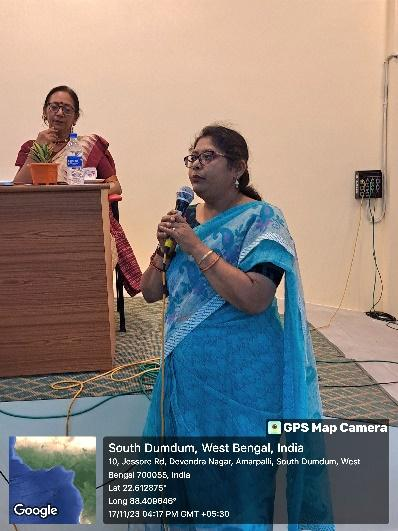 GPS Map Camera
South Dumdum, West Bengal, India
10, Jessore Rd, Devendra Nagar, Amarpalli, South Dumdum, West
Bengal 700055, India
Lat 22.612875°
Long 88.409646°
17/11/23 04:17 PM GMT +05:30
Google